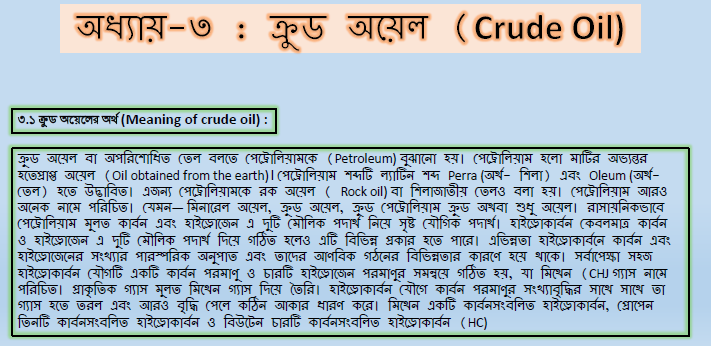 অধ্যায়-৩ : ক্রুড অয়েল (Crude Oil)
৩.১ ক্রুড অয়েলের অর্থ (Meaning of crude oil) :
ক্রুড অয়েল বা অপরিশোধিত তেল বলতে পেট্রোলিয়ামকে (Petroleum) বুঝানো হয়। পেট্রোলিয়াম হলো মাটির অভ্যন্তর
হতেপ্রাপ্ত অয়েল (Oil obtained from the earth)। পেট্রোলিয়াম শব্দটি ল্যাটিন শব্দ Perra (অর্থ- শিলা) এবং Oleum (অর্থ-
তেল) হতে উদ্ভাবিত। এজন্য পেট্রোলিয়ামকে রক অয়েল ( Rock oil) বা শিলাজাতীয় তেলও বলা হয়। পেট্রোলিয়াম আরও
অনেক নামে পরিচিত। যেমন— মিনারেল অয়েল, ক্রুড অয়েল, ক্রুড পেট্রোলিয়াম ক্রুড অথবা শুধু অয়েল। রাসায়নিকভাবে
পেট্রোলিয়াম মূলত কার্বন এবং হাইড্রোজেন এ দুটি মৌলিক পদার্থ নিয়ে সৃষ্ট যৌগিক পদার্থ। হাইড্রোকার্বন কেবলমাত্র কার্বন
ও হাইড্রোজেন এ দুটি মৌলিক পদার্থ দিয়ে গঠিত হলেও এটি বিভিন্ন প্রকার হতে পারে। এভিন্নতা হাইড্রোকার্বনে কার্বন এবং
হাইড্রোজেনের সংখ্যার পারস্পরিক অনুপাত এবং তাদের আণবিক গঠনের বিভিন্নতার কারণে হয়ে থাকে। সর্বাপেক্ষা সহজ
হাইড্রোকার্বন যৌগটি একটি কার্বন পরমাণু ও চারটি হাইড্রোজেন পরমাণুর সমন্বয়ে গঠিত হয়, যা মিথেন (CHJ গ্যাস নামে
পরিচিত। প্রাকৃতিক গ্যাস মূলত মিথেন গ্যাস দিয়ে তৈরি। হাইড্রোকার্বন যৌগে কার্বন পরমাণুর সংখ্যাবৃদ্ধির সাথে সাথে তা
গ্যাস হতে তরল এবং আরও বৃদ্ধি পেলে কঠিন আকার ধারণ করে। মিথেন একটি কার্বনসংবলিত হাইড্রোকার্বন, প্রোপেন
তিনটি কার্বনসংবলিত হাইড্রোকার্বন ও বিউটেন চারটি কার্বনসংবলিত হাইড্রোকার্বন (HC)